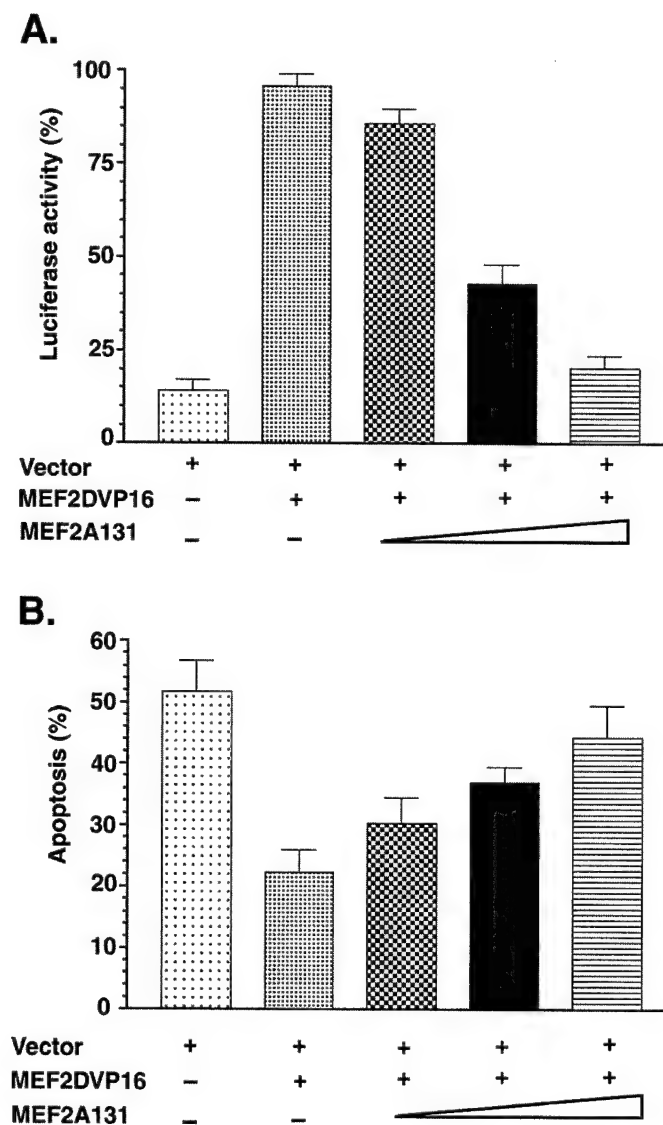 A.
Luciferase activity (%)
100
75
50
25
0
Vector + + + + +
MEF2DVP16 – + + + +
MEF2A131 – –
B.
Apoptosis (%)
60
50
40
30
20
10
0
Vector + + + + +
MEF2DVP16 – + + + +
MEF2A131 – –